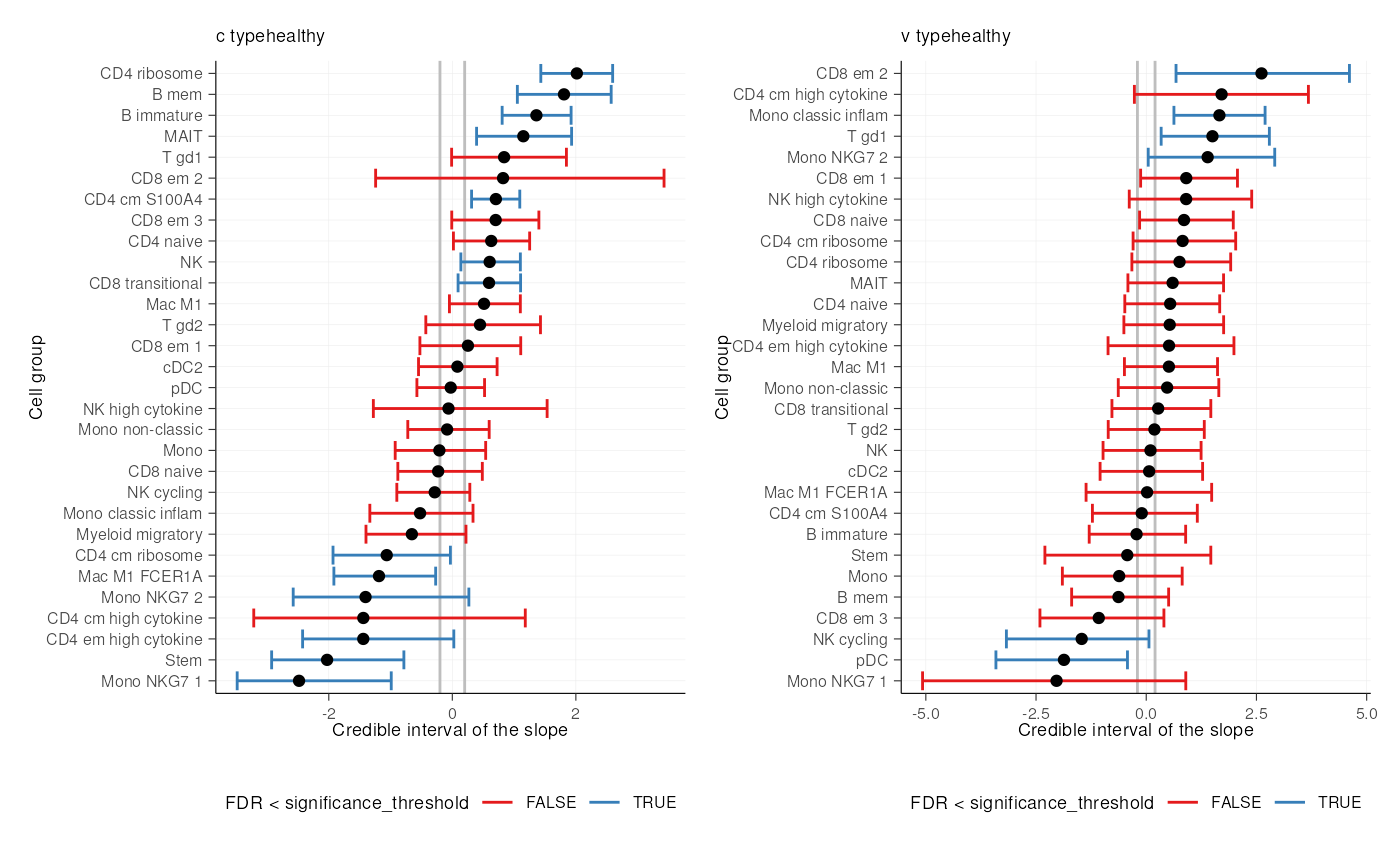 c typehealthy
CD4 ribosome
B mem
B immature
MAIT
T gd1
CD8 em 2
CD4 cm S100A4
CD8 em 3
CD4 naive
NK
CD8 transitional
Mac M1
T gd2
CD8 em 1
cDC2
pDC
NK high cytokine
Mono non-classic
Mono
CD8 naive
NK cycling
Mono classic inflam
Myeloid migratory
CD4 cm ribosome
Mac M1 FCER1A
Mono NKG7 2
CD4 cm high cytokine
CD4 em high cytokine
Stem
Mono NKG7 1
Cell group
-2 0 2
Credible interval of the slope
FDR < significance_threshold FALSE TRUE
v typehealthy
CD8 em 2
CD4 cm high cytokine
Mono classic inflam
T gd1
Mono NKG7 2
CD8 em 1
NK high cytokine
CD8 naive
CD4 cm ribosome
CD4 ribosome
MAIT
CD4 naive
Myeloid migratory
CD4 em high cytokine
Mac M1
Mono non-classic
CD8 transitional
T gd2
NK
cDC2
Mac M1 FCER1A
CD4 cm S100A4
B immature
Stem
Mono
B mem
CD8 em 3
NK cycling
pDC
Mono NKG7 1
Cell group
-5.0 -2.5 0.0 2.5 5.0
Credible interval of the slope
FDR < significance_threshold FALSE TRUE